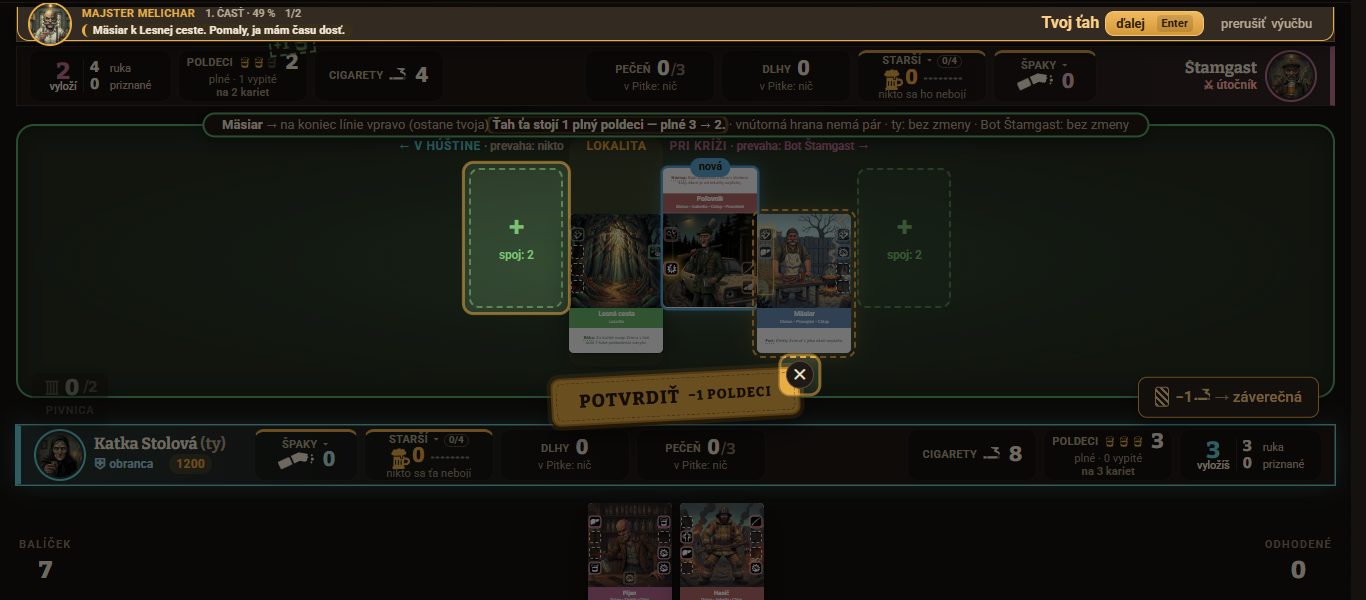 MAJSTER MELICHAR 1. ČASŤ · 49 % 1/2
Mäsiar k Lesnej ceste. Pomaly, ja mám času dosť.
Tvoj ťah ďalej Enter prerušiť výučbu
2 vyloží
4 ruka
0 priznané
POLDECI 2
plné · 1 vypité
na 2 kariet
CIGARETY 4
PEČEŇ 0/3
v Pitke: nič
DLHY 0
v Pitke: nič
STARŠÍ 0/4
0
nikto sa ho nebojí
ŠPAKY
0
Štamgast
útočník
Mäsiar → na koniec línie vpravo (ostane tvoja) Ťah ťa stojí 1 plný poldeci — plné 3 → 2. · vnútorná hrana nemá pár · ty: bez zmeny · Bot Štamgast: bez zmeny
← V HÚŠTINE · prevaha: nikto
LOKALITA
PRI KRÍŽI · prevaha: Bot Štamgast →
nová
Poľovník
+
spoj: 2
+
spoj: 2
Lesná cesta
Mäsiar
0 /2
PIVNICA
POTVRDIŤ −1 POLDECI
−1 → záverečná
Katka Stolová (ty)
obranca 1200
ŠPAKY
0
STARŠÍ 0/4
0
nikto sa ťa nebojí
DLHY 0
v Pitke: nič
PEČEŇ 0/3
v Pitke: nič
CIGARETY 8
POLDECI 3
plné · 0 vypité
na 3 kariet
3 vyložíš
3 ruka
0 priznané
BALÍČEK
7
Pijan
Hasič
ODHODENÉ
0